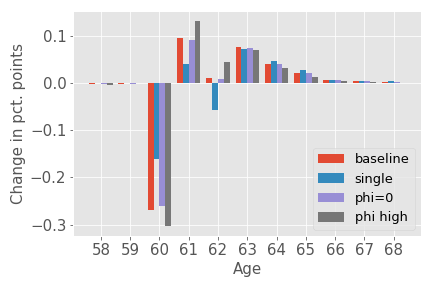 Change in pct. points
0.1
0.0
−0.1
−0.2
−0.3
baseline
single
phi=0
phi high
58 59 60 61 62 63 64 65 66 67 68
Age